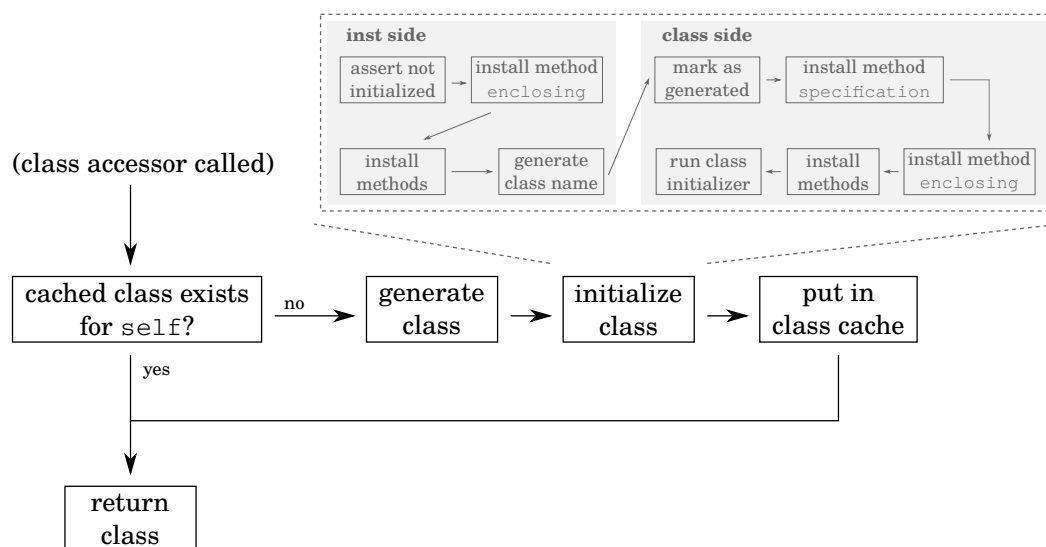 inst side
assert not
initialized
install method
enclosing
install
methods
generate
class name
class side
mark as
generated
install method
specification
run class
initializer
install
methods
install method
enclosing
(class accessor called)
cached class exists
for self?
no
generate
class
initialize
class
put in
class cache
yes
return
class